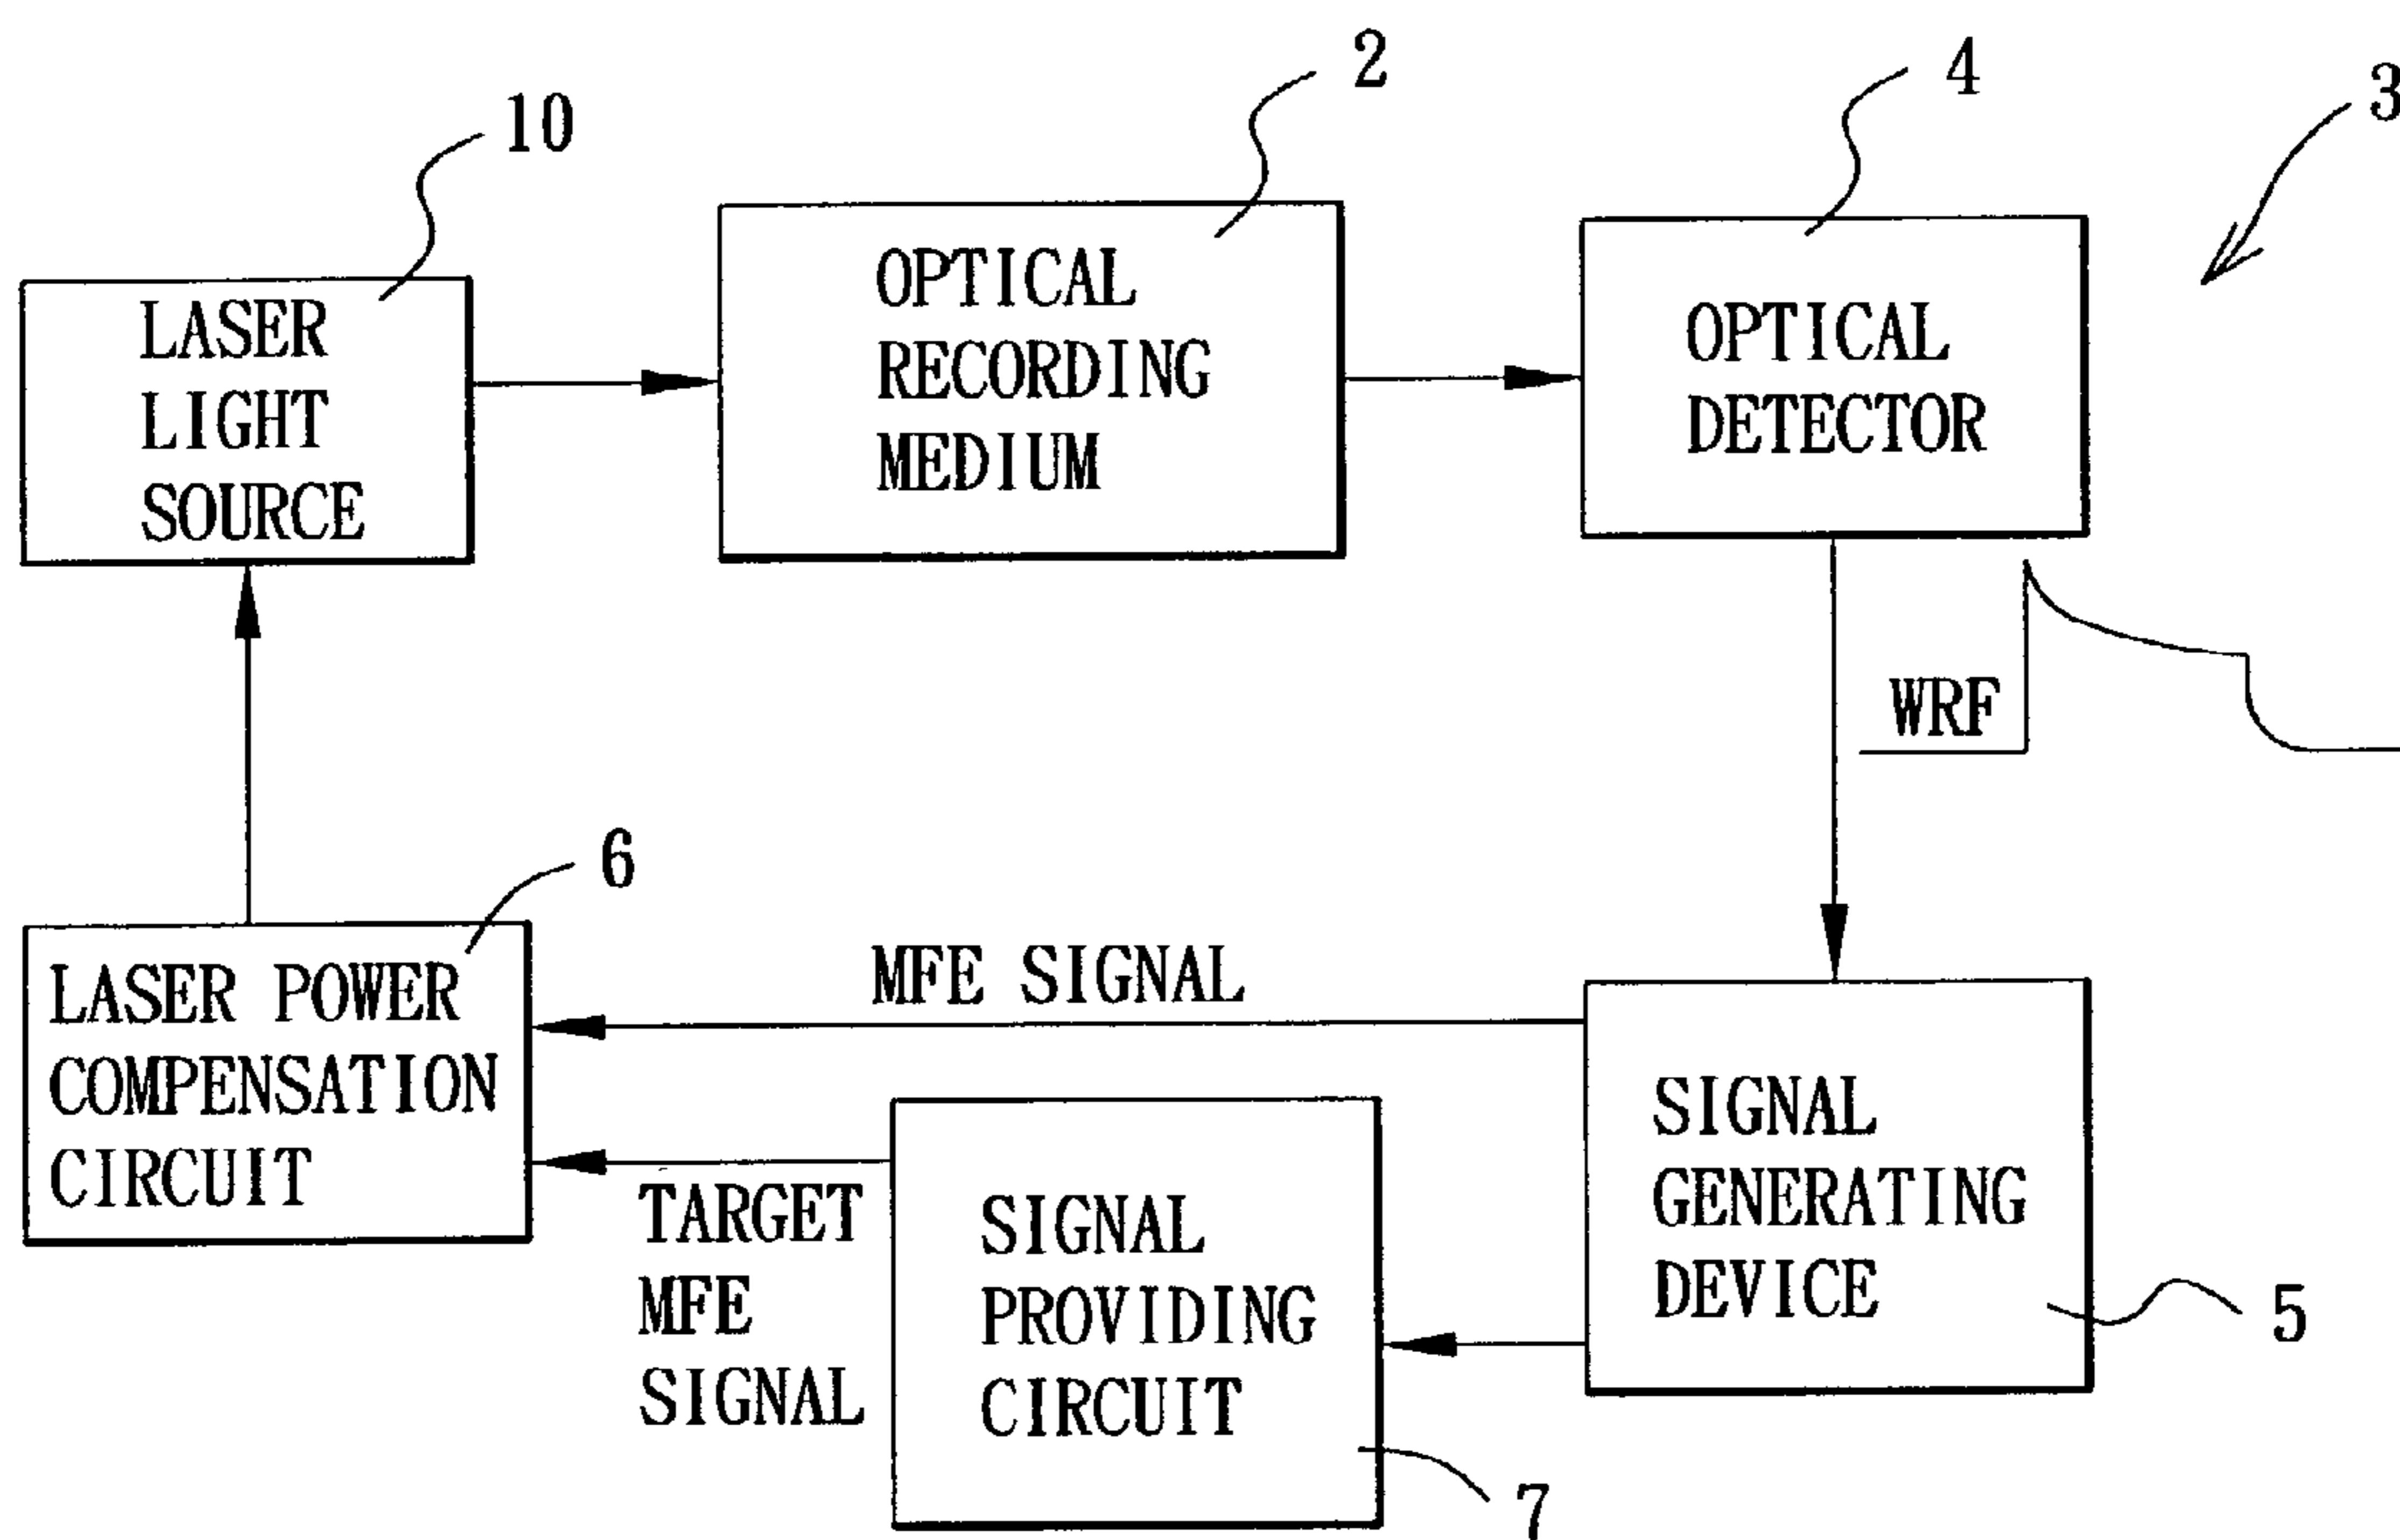 10
2
4
3
LASER
LIGHT
SOURCE
OPTICAL
RECORDING
MEDIUM
OPTICAL
DETECTOR
WRF
6
LASER POWER
COMPENSATION
CIRCUIT
MFE SIGNAL
TARGET
MFE
SIGNAL
SIGNAL
PROVIDING
CIRCUIT
SIGNAL
GENERATING
DEVICE
5
7